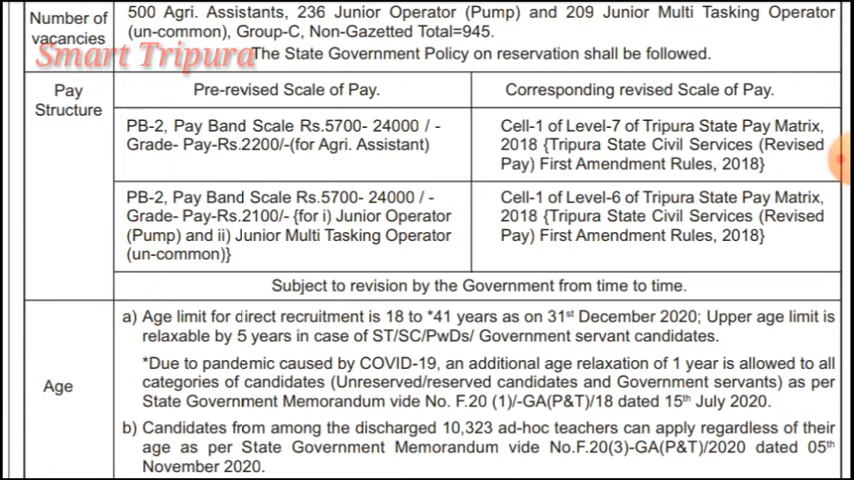 500 Agri. Assistants, 236 Junior Operator (Pump) and 209 Junior Multi Tasking Operator
Number of
vacancies
(un-common), Group-C, Non-Gazetted Total=945.
Smart Tripura
The State Government Policy on reservation shall be followed.
Pay
Structure
Pre-revised Scale of Pay.
Corresponding revised Scale of Pay.
PB-2, Pay Band Scale Rs.5700- 24000 / -
Grade- Pay-Rs.2200/-(for Agri. Assistant)
Cell-1 of Level-7 of Tripura State Pay Matrix,
2018 {Tripura State Civil Services (Revised
Pay) First Amendment Rules, 2018}
PB-2, Pay Band Scale Rs.5700- 24000 / -
Grade- Pay-Rs.2100/- {for i) Junior Operator
(Pump) and ii) Junior Multi Tasking Operator
(un-common)}
Cell-1 of Level-6 of Tripura State Pay Matrix,
2018 {Tripura State Civil Services (Revised
Pay) First Amendment Rules, 2018}
Subject to revision by the Government from time to time.
Age
a) Age limit for direct recruitment is 18 to *41 years as on 31st December 2020; Upper age limit is
relaxable by 5 years in case of ST/SC/PwDs/ Government servant candidates.
*Due to pandemic caused by COVID-19, an additional age relaxation of 1 year is allowed to all
categories of candidates (Unreserved/reserved candidates and Government servants) as per
State Government Memorandum vide No. F.20 (1)/-GA(P&T)/18 dated 15th July 2020.
b) Candidates from among the discharged 10,323 ad-hoc teachers can apply regardless of their
age as per State Government Memorandum vide No.F.20(3)-GA(P&T)/2020 dated 05th
November 2020.